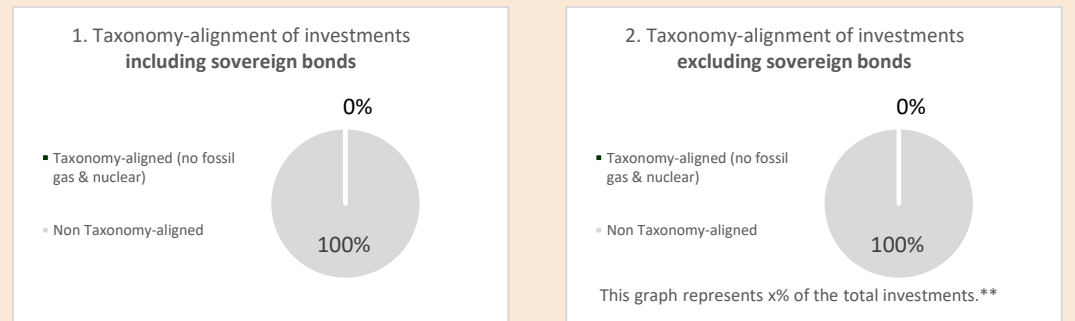 1. Taxonomy-alignment of investments
including sovereign bonds
0%
Taxonomy-aligned (no fossil
gas & nuclear)
Non Taxonomy-aligned
100%
2. Taxonomy-alignment of investments
excluding sovereign bonds
0%
Taxonomy-aligned (no fossil
gas & nuclear)
Non Taxonomy-aligned
100%
This graph represents x% of the total investments.**